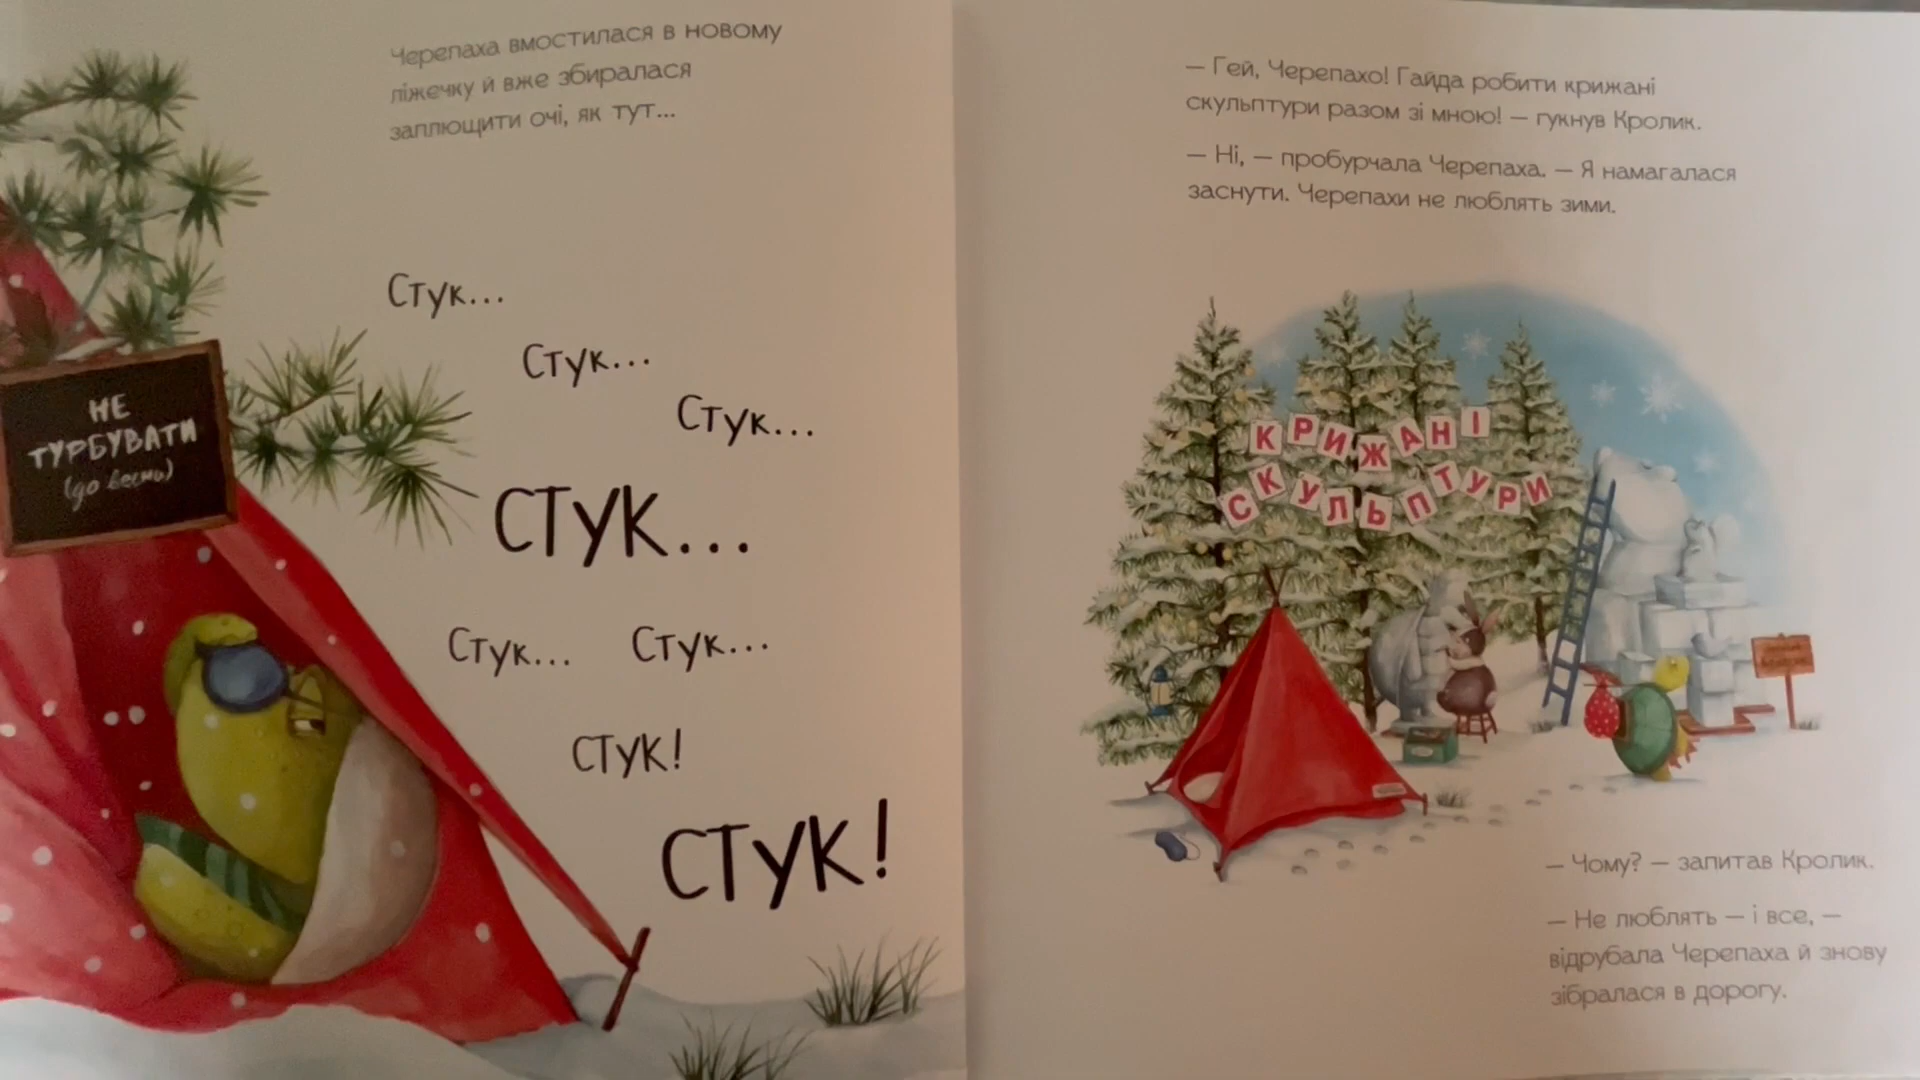 Черепаха вмостилася в новому
ліжечку й вже збиралася
заплющити очі, як тут...
НЕ
ТУРБУВАТИ
(до весни)
Стук...
Стук...
Стук...
СТУК...
Стук... Стук...
СТУК!
СТУК!
— Гей, Черепахо! Гайда робити крижані
скульптури разом зі мною! — гукнув Кролик.
— Ні, — пробурчала Черепаха. — Я намагалася
заснути. Черепахи не люблять зими.
КРИЖАНІ
СКУЛЬПТУРИ
— Чому? — запитав Кролик.
— Не люблять — і все, —
відрубала Черепаха й знову
зібралася в дорогу.